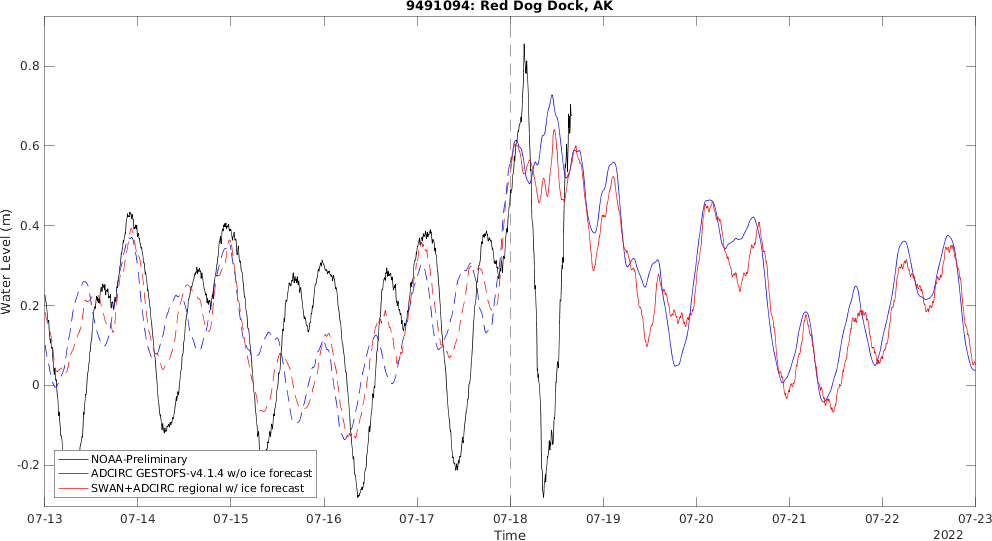 9491094: Red Dog Dock, AK
Water Level (m)
0.8
0.6
0.4
0.2
0
-0.2
NOAA-Preliminary
ADCIRC GESTOFS-v4.1.4 w/o ice forecast
SWAN+ADCIRC regional w/ ice forecast
07-13 07-14 07-15 07-16 07-17 07-18 07-19 07-20 07-21 07-22 07-23
Time
2022